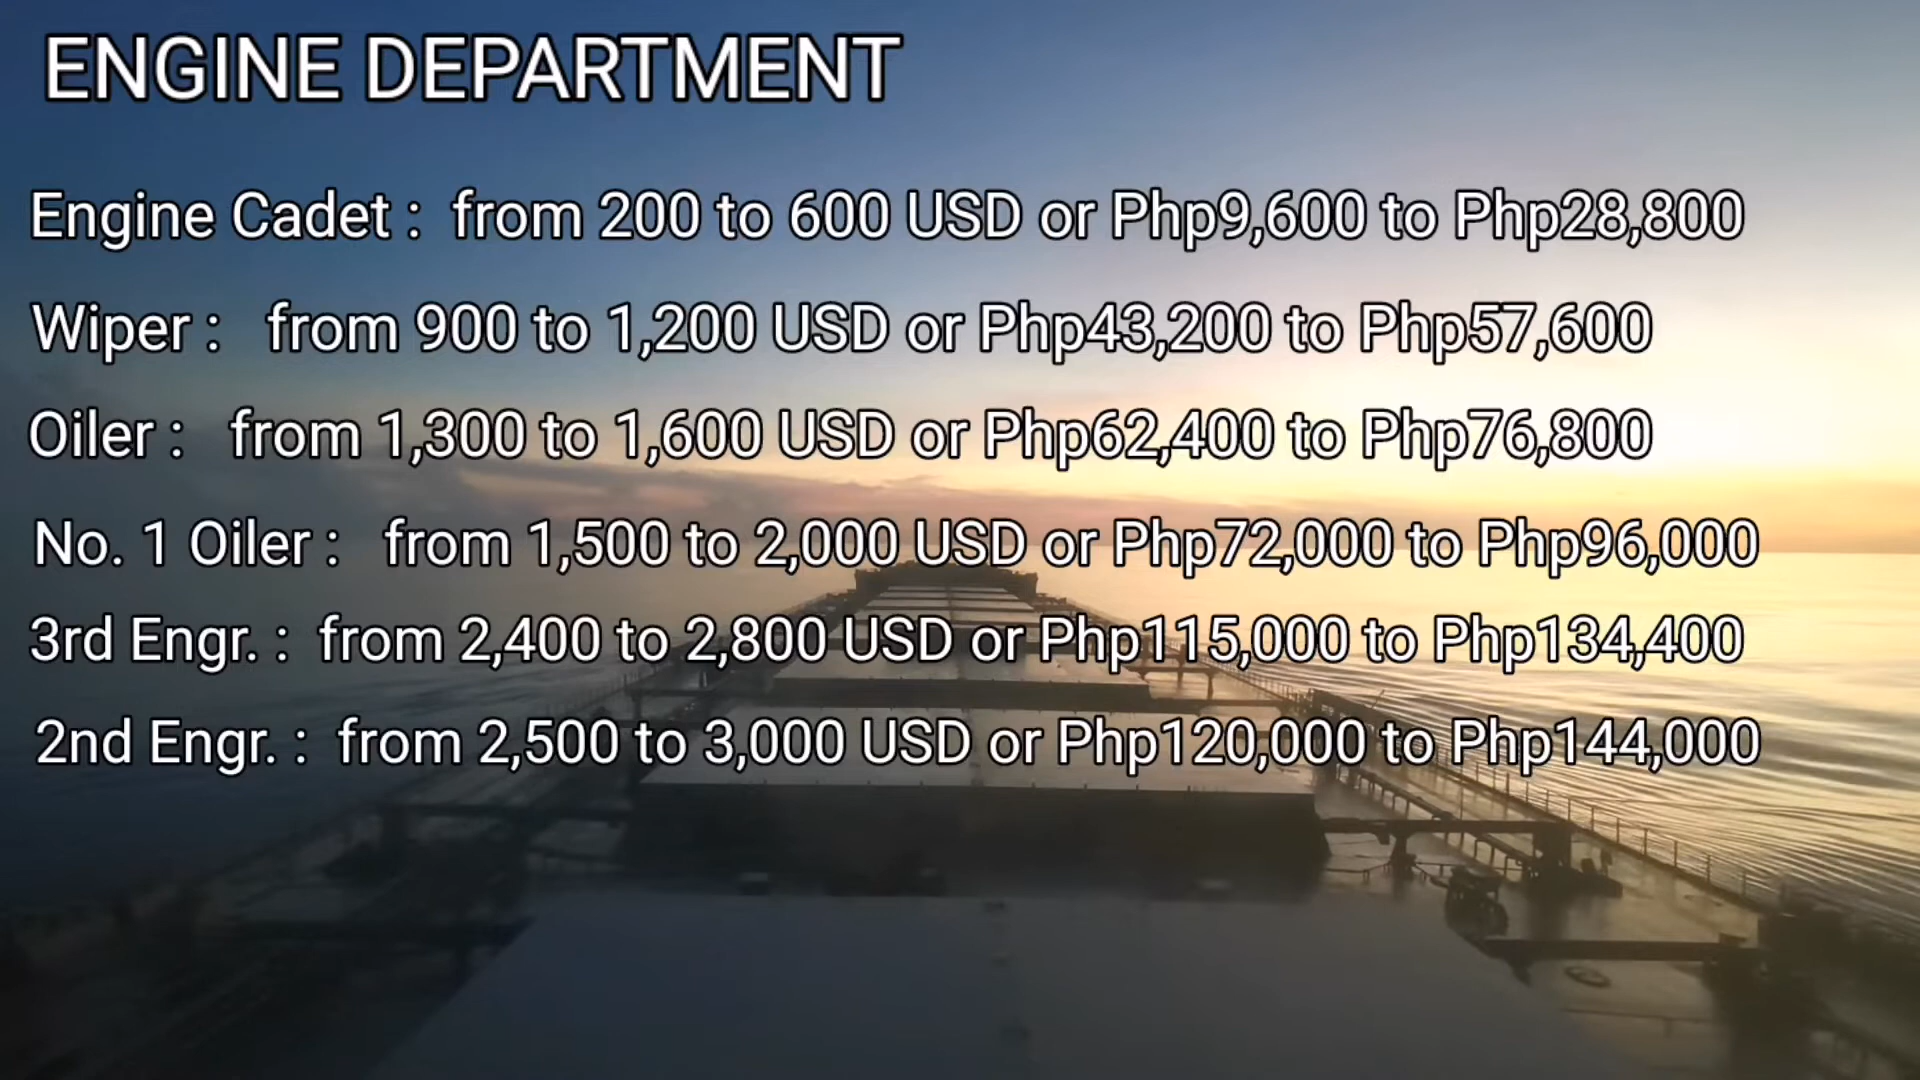 ENGINE DEPARTMENT
Engine Cadet : from 200 to 600 USD or Php9,600 to Php28,800
Wiper : from 900 to 1,200 USD or Php43,200 to Php57,600
Oiler : from 1,300 to 1,600 USD or Php62,400 to Php76,800
No. 1 Oiler : from 1,500 to 2,000 USD or Php72,000 to Php96,000
3rd Engr. : from 2,400 to 2,800 USD or Php115,000 to Php134,400
2nd Engr. : from 2,500 to 3,000 USD or Php120,000 to Php144,000